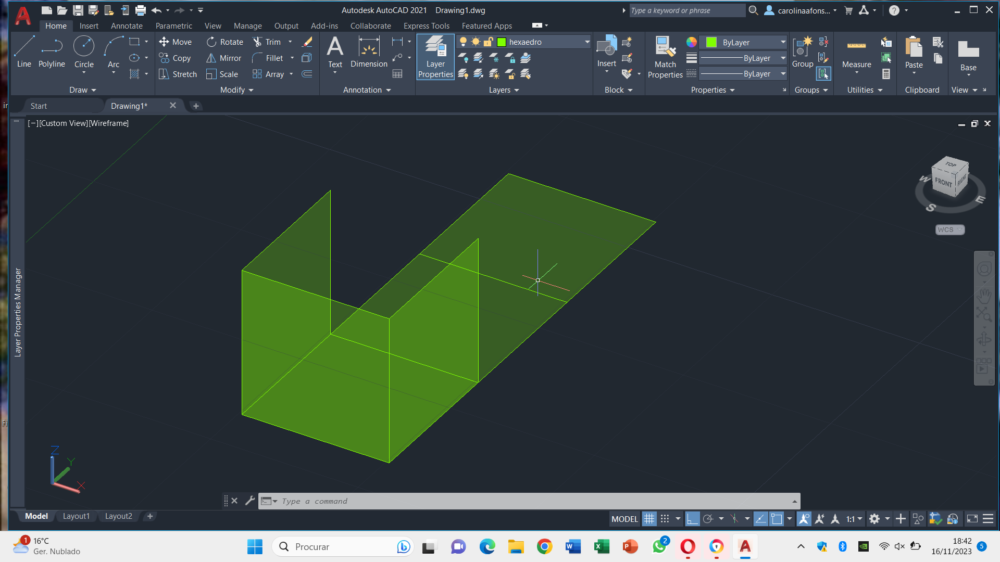 Autodesk AutoCAD 2021 Drawing1.dwg
Type a keyword or phrase
carolinaafons...
Home Insert Annotate Parametric View Manage Output Add-ins Collaborate Express Tools Featured Apps
Line Polyline Circle Arc
Move Rotate Trim
Copy Mirror Fillet
Stretch Scale Array
Text Dimension
Layer Properties
hexaedro
Insert
Match Properties
ByLayer
ByLayer
ByLayer
Group
Measure
Paste
Base
Draw Modify Annotation Layers Block Properties Groups Utilities Clipboard View
Start Drawing1*
[−][Custom View][Wireframe]
TOP
FRONT
RIGHT
W
S
E
WCS
Layer Properties Manager
Z
Y
X
Type a command
Model Layout1 Layout2
MODEL
1:1
1
16°C
Ger. Nublado
Procurar
2
18:42
16/11/2023
5